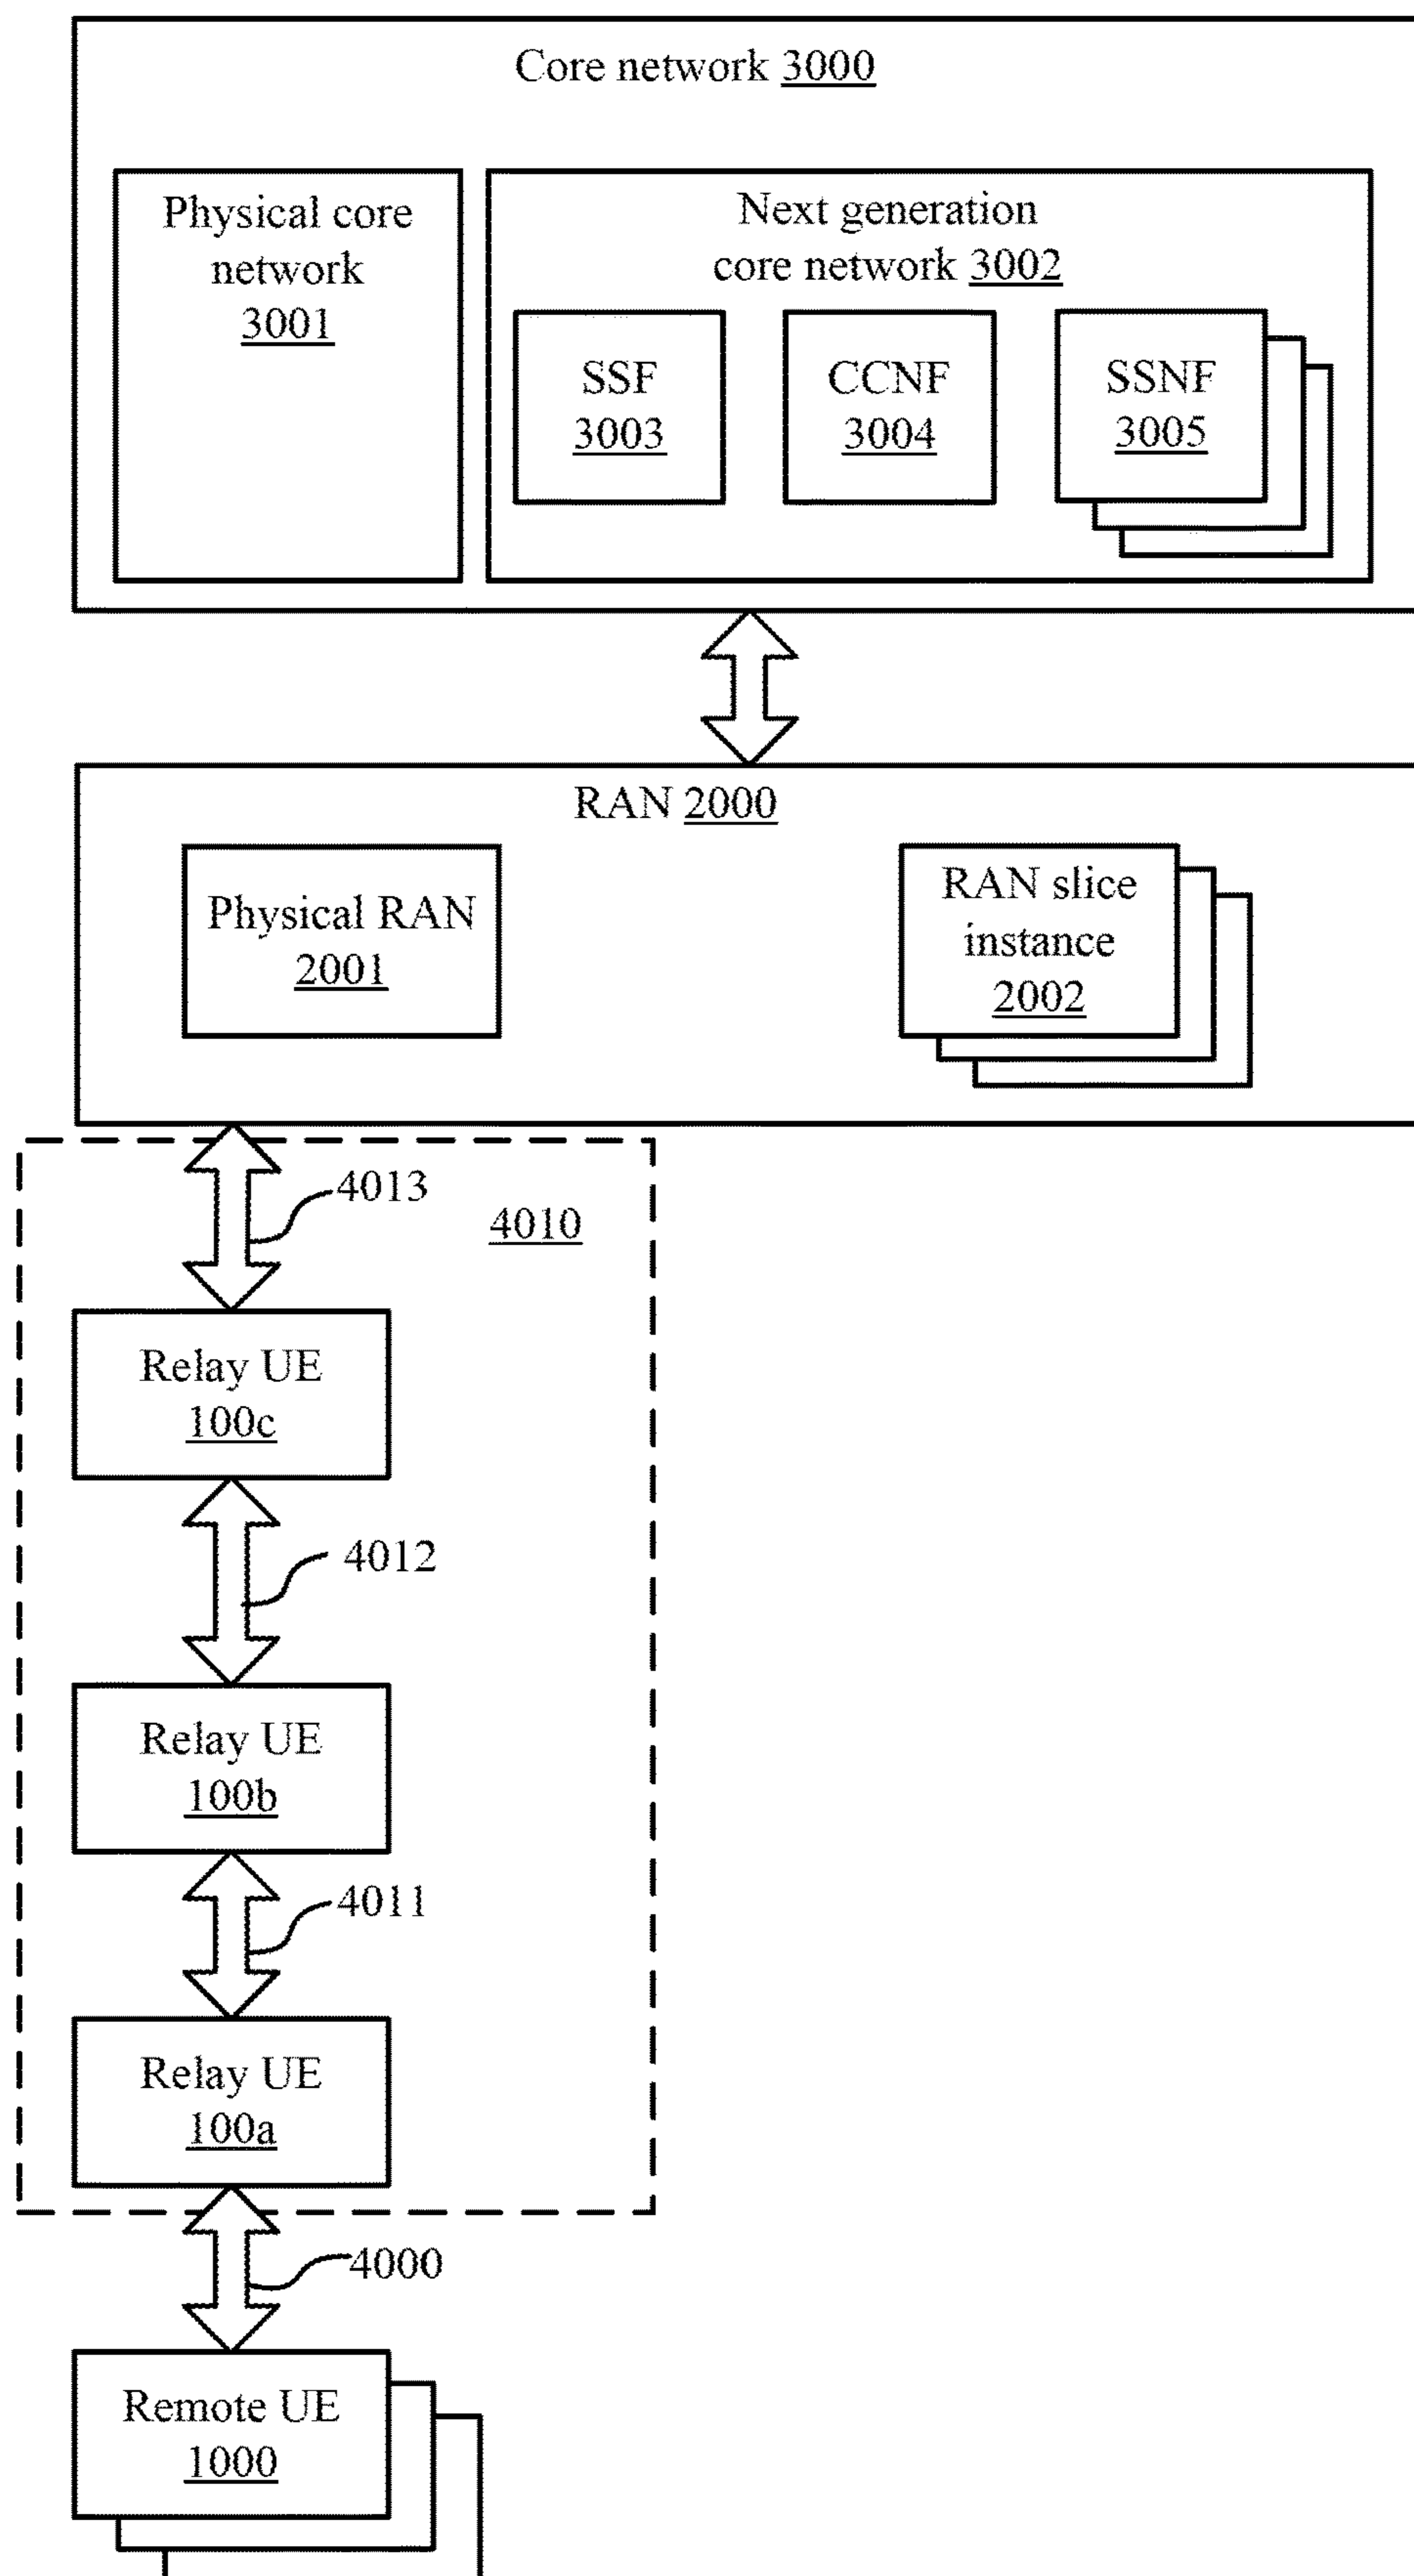 Core network 3000
Physical core
network
3001
Next generation
core network 3002
SSF
3003
CCNF
3004
SSNF
3005
RAN 2000
Physical RAN
2001
RAN slice
instance
2002
4013
4010
Relay UE
100c
4012
Relay UE
100b
4011
Relay UE
100a
4000
Remote UE
1000